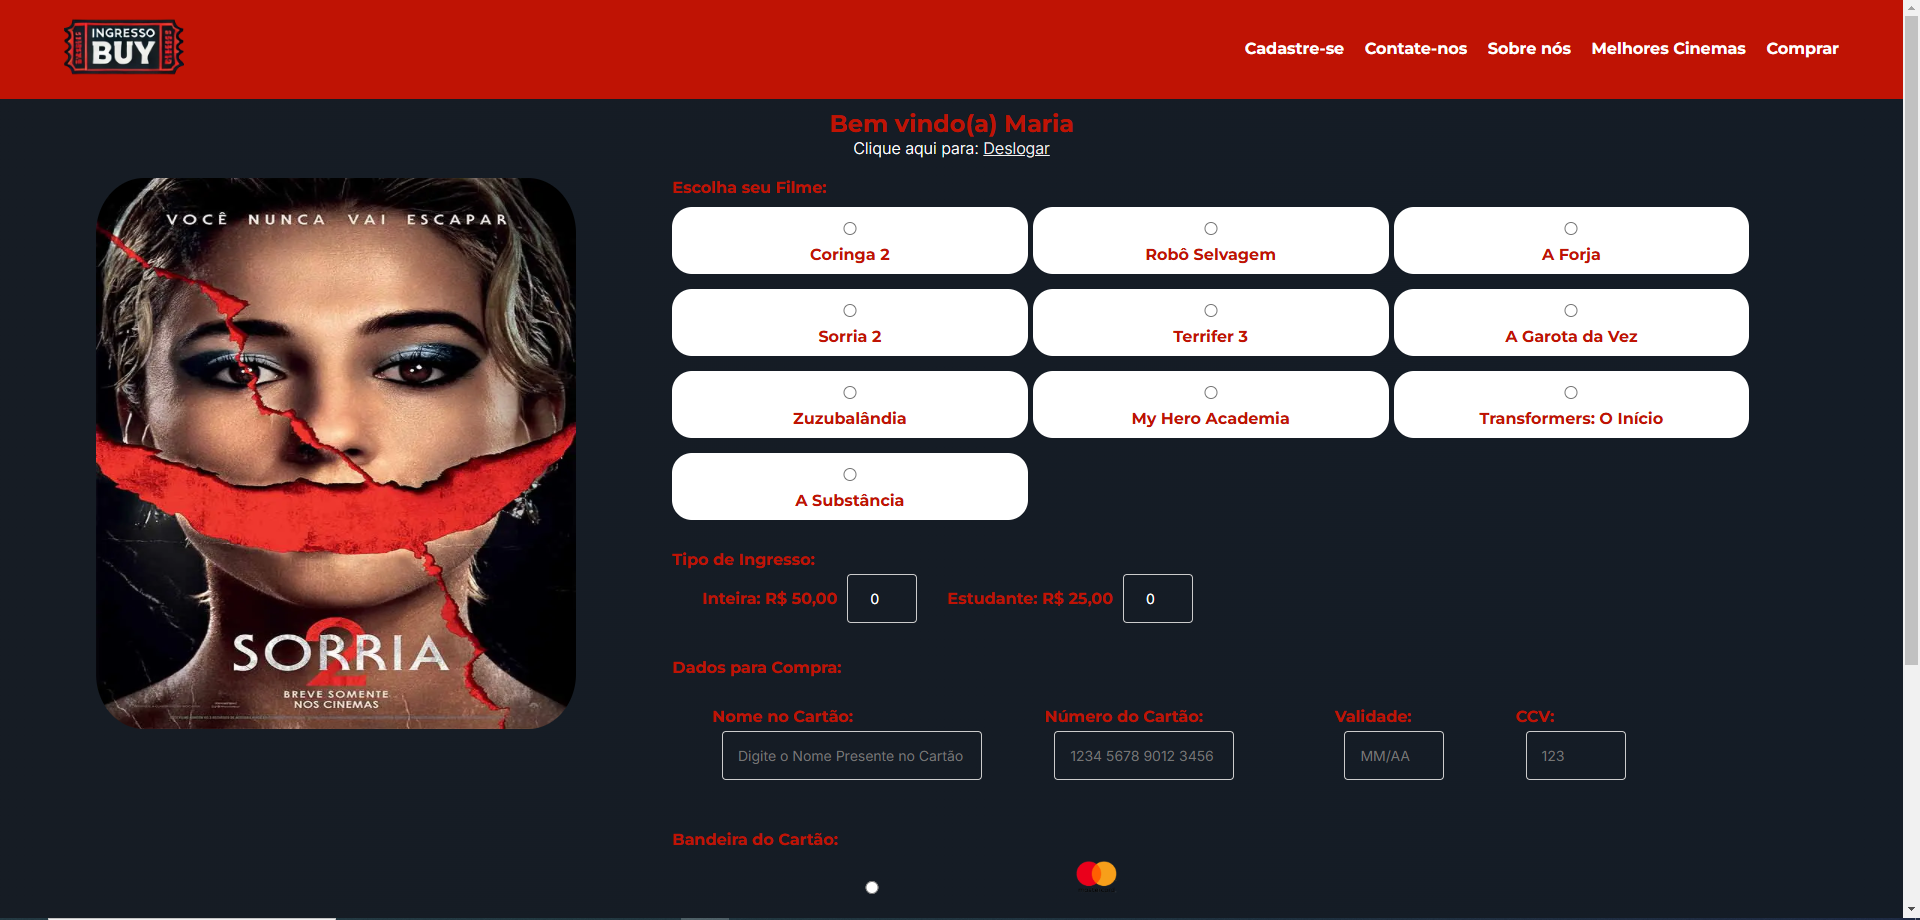 INGRESSO
BUY
Cadastre-se Contate-nos Sobre nós Melhores Cinemas Comprar
Bem vindo(a) Maria
Clique aqui para: Deslogar
VOCÊ NUNCA VAI ESCAPAR
SORRIA
2
BREVE SOMENTE
NOS CINEMAS
Escolha seu Filme:
Coringa 2
Robô Selvagem
A Forja
Sorria 2
Terrifer 3
A Garota da Vez
Zuzubalândia
My Hero Academia
Transformers: O Início
A Substância
Tipo de Ingresso:
Inteira: R$ 50,00 0 Estudante: R$ 25,00 0
Dados para Compra:
Nome no Cartão: Número do Cartão: Validade: CCV:
Digite o Nome Presente no Cartão 1234 5678 9012 3456 MM/AA 123
Bandeira do Cartão: